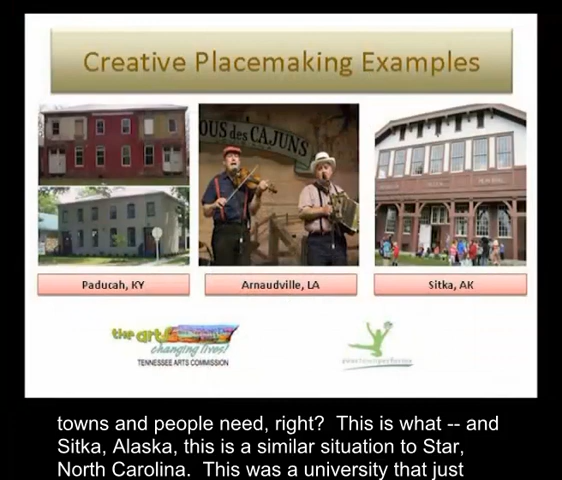 Creative Placemaking Examples
OUS des CAJUNS
Paducah, KY
Arnaudville, LA
Sitka, AK
the arts
changing lives!
TENNESSEE ARTS COMMISSION
towns and people need, right?  This is what -- and
Sitka, Alaska, this is a similar situation to Star,
North Carolina.  This was a university that just